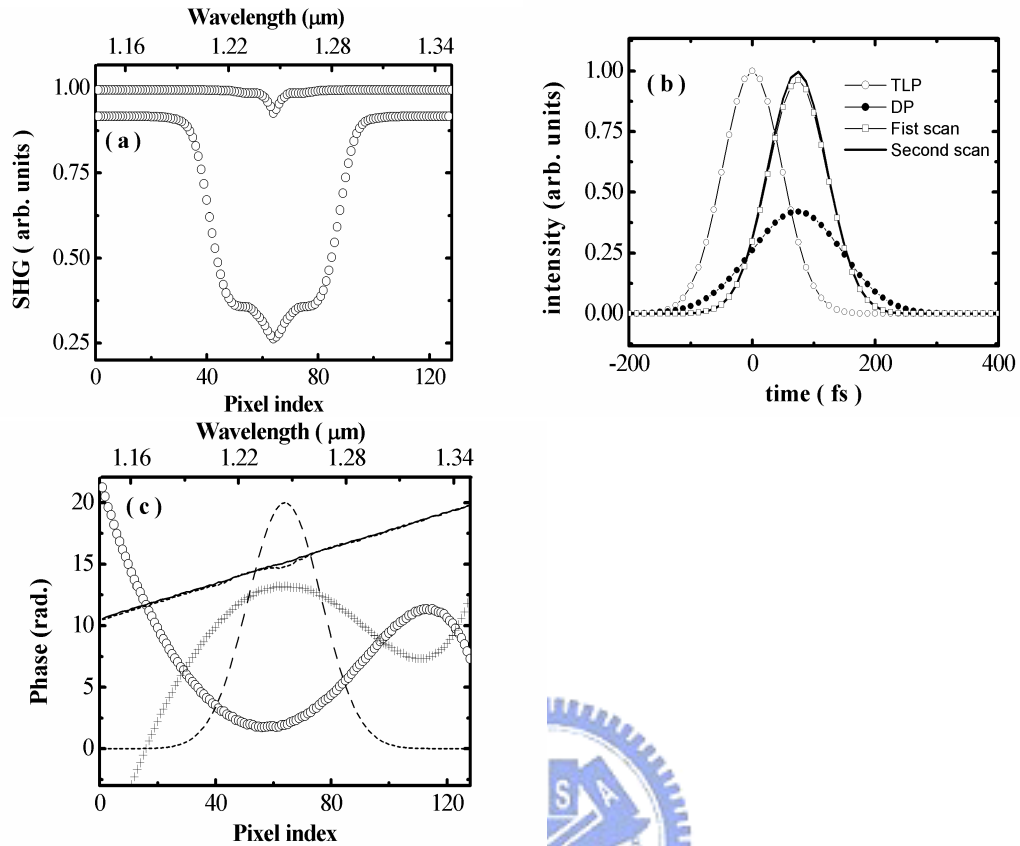 Wavelength (μm)
1.16 1.22 1.28 1.34
1.00
0.75
0.50
0.25
SHG ( arb. units)
( a )
0 40 80 120
Pixel index
( b )
TLP
DP
Fist scan
Second scan
1.00
0.75
0.50
0.25
0.00
intensity (arb. units)
-200 0 200 400
time ( fs )
Wavelength ( μm)
1.16 1.22 1.28 1.34
( c )
20
15
10
5
0
Phase (rad.)
0 40 80 120
Pixel index
S
A